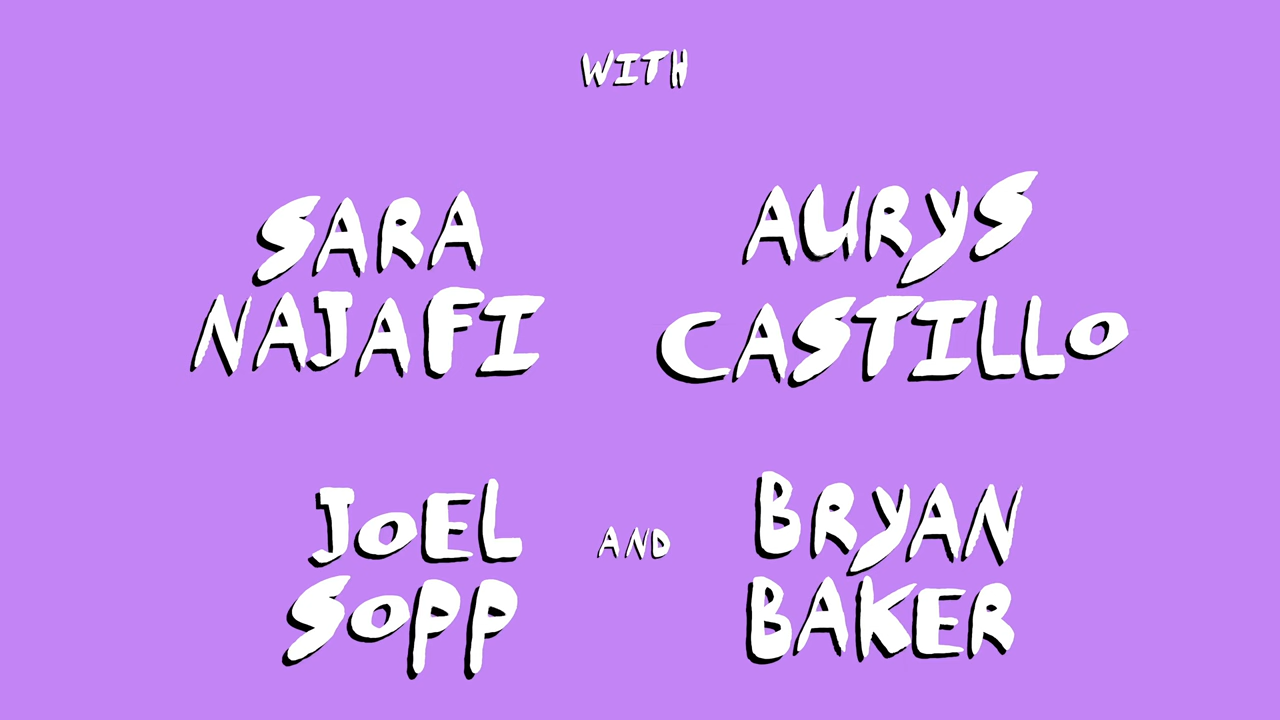 WITH
SARA
NAJAFI
AURYS
CASTILLO
JOEL
SOPP
AND
BRYAN
BAKER